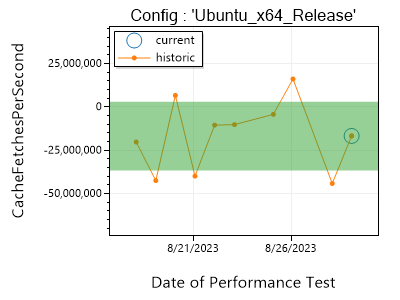 Config : 'Ubuntu_x64_Release'
current
historic
CacheFetchesPerSecond
25,000,000
0
-25,000,000
-50,000,000
8/21/2023
8/26/2023
Date of Performance Test